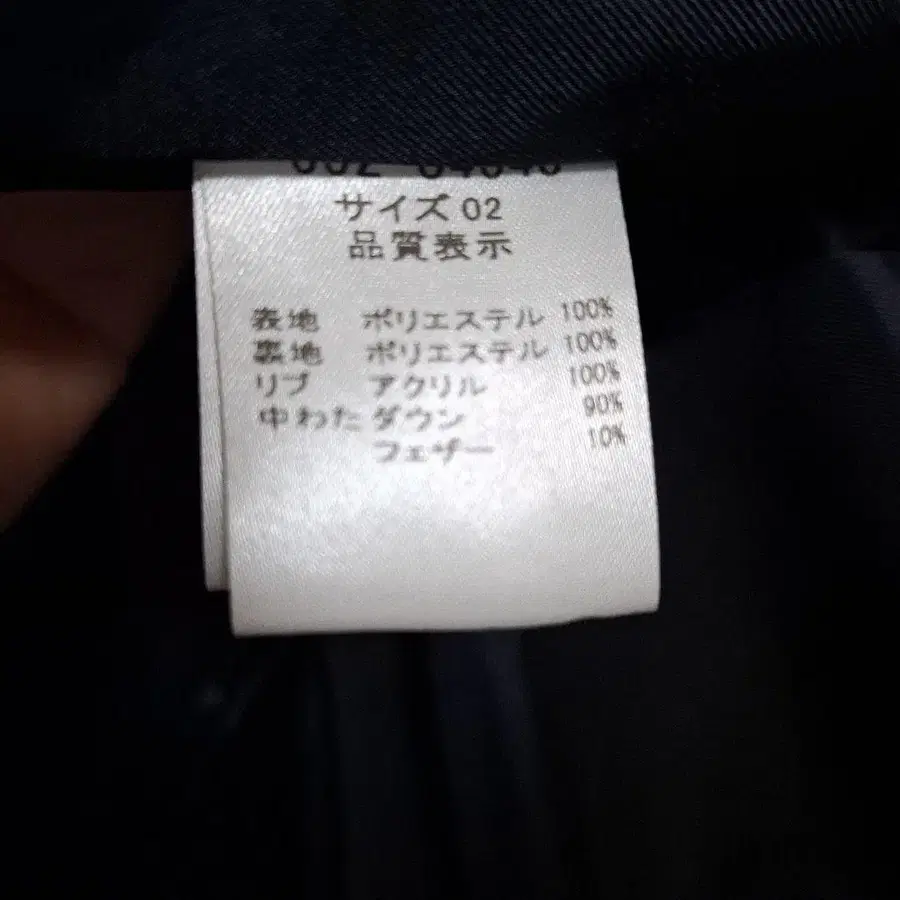 サイズ 02
品質表示
表地 ポリエステル 100%
裏地 ポリエステル 100%
リブ アクリル 100%
中わた ダウン 90%
フェザー 10%